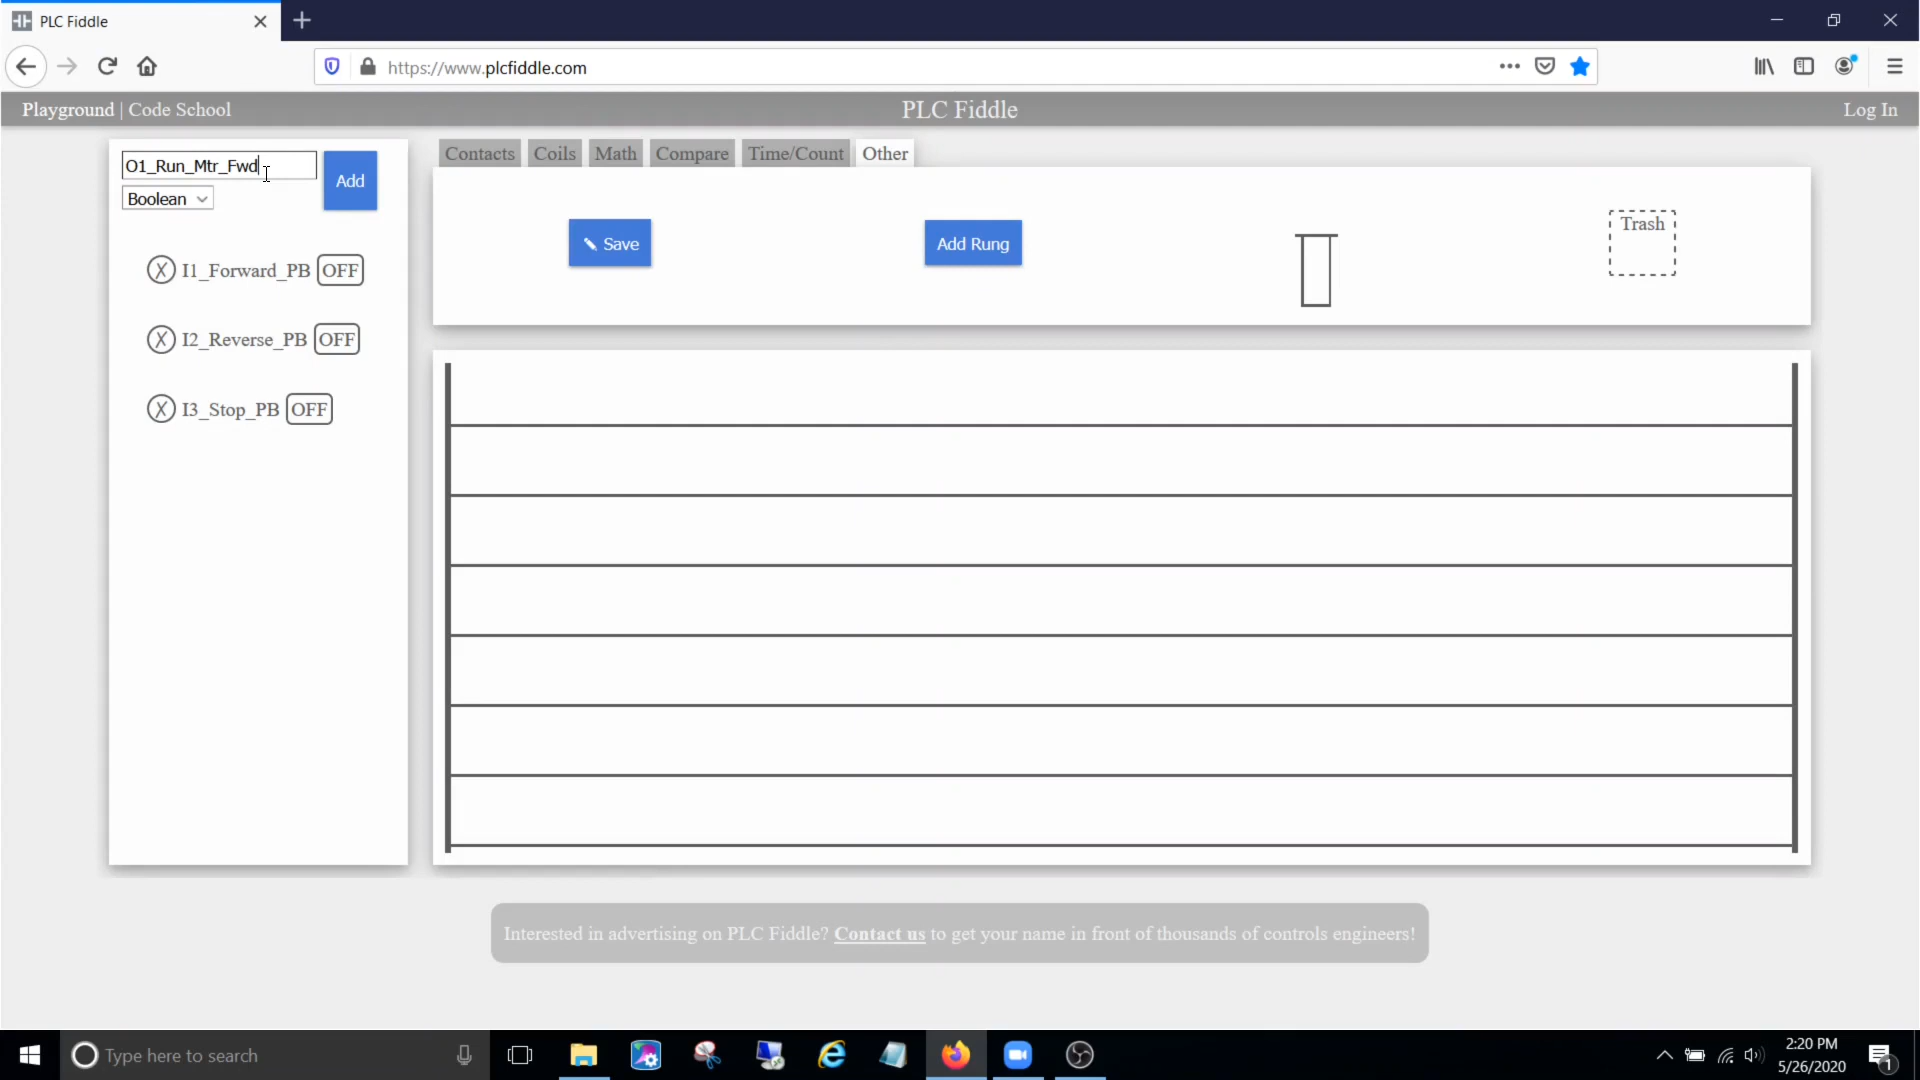 PLC Fiddle
https://www.plcfiddle.com
Playground | Code School
PLC Fiddle
Log In
O1_Run_Mtr_Fwd
Boolean
Add
Contacts
Coils
Math
Compare
Time/Count
Other
Save
Add Rung
Trash
I1_Forward_PB OFF
I2_Reverse_PB OFF
I3_Stop_PB OFF
Interested in advertising on PLC Fiddle? Contact us to get your name in front of thousands of controls engineers!
Type here to search
2:20 PM
5/26/2020
1